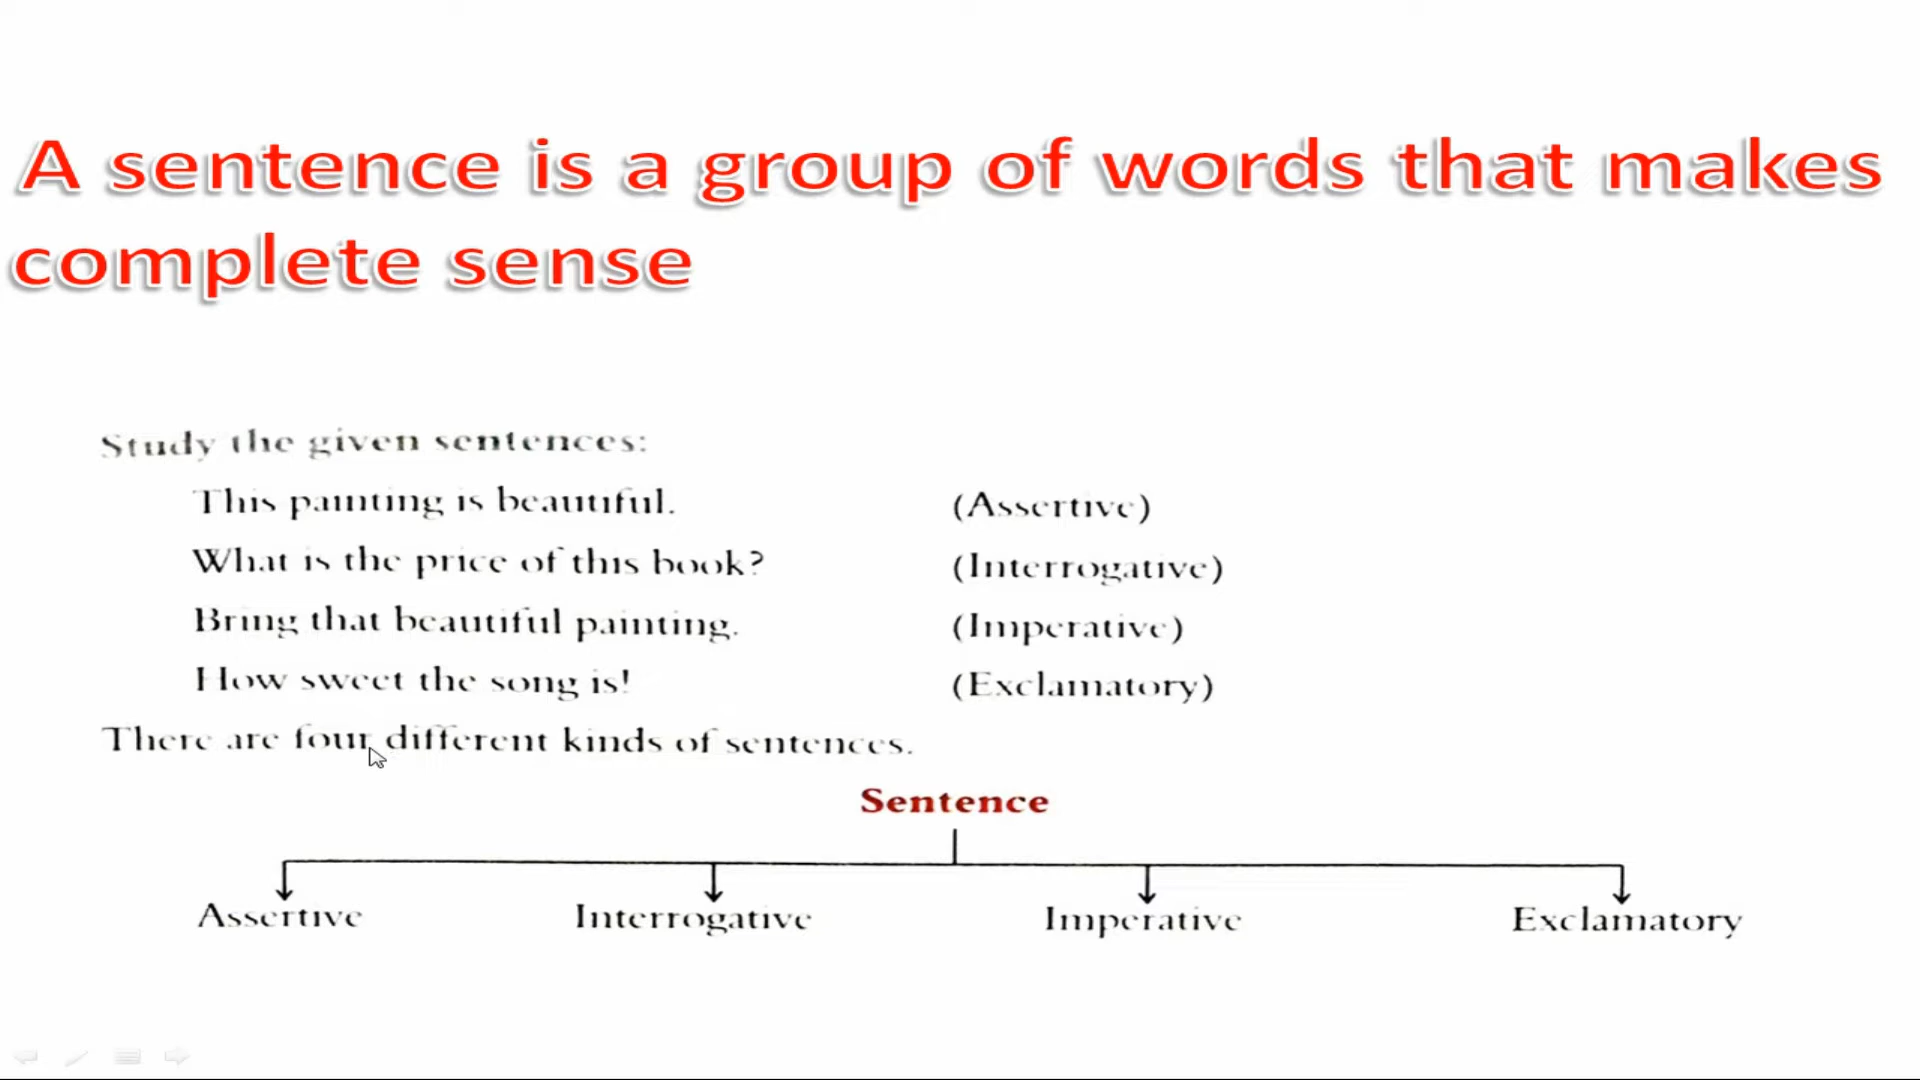 A sentence is a group of words that makes
complete sense
Study the given sentences:
This painting is beautiful. (Assertive)
What is the price of this book? (Interrogative)
Bring that beautiful painting. (Imperative)
How sweet the song is! (Exclamatory)
There are four different kinds of sentences.
Sentence
Assertive Interrogative Imperative Exclamatory